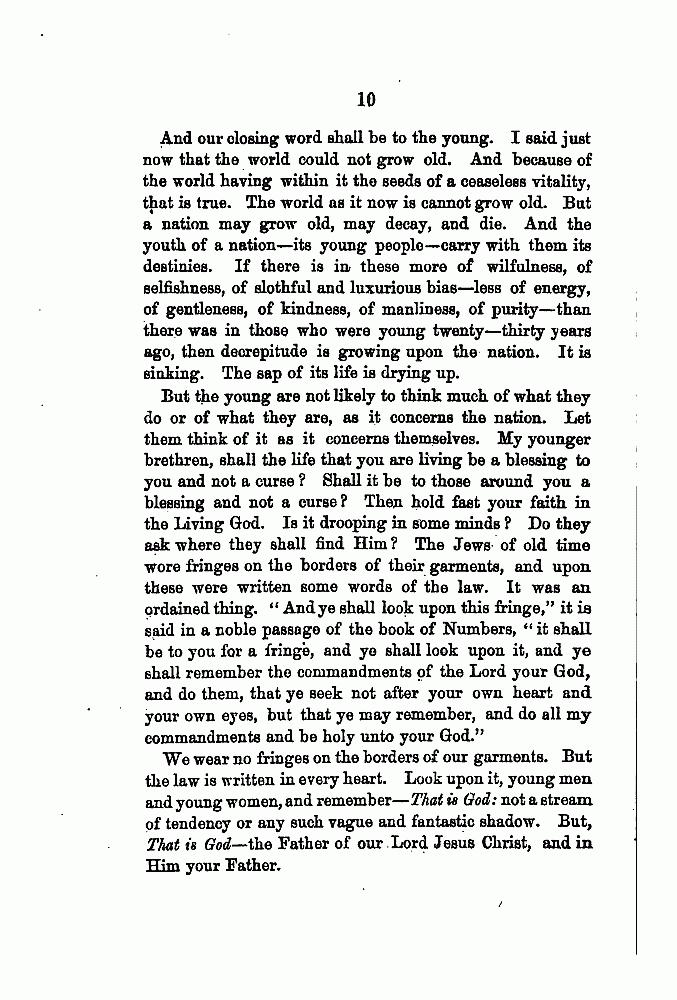 10
And our closing word shall be to the young. I said just
now that the world could not grow old. And because of
the world having within it the seeds of a ceaseless vitality,
that is true. The world as it now is cannot grow old. But
a nation may grow old, may decay, and die. And the
youth of a nation—its young people—carry with them its
destinies. If there is in these more of wilfulness, of
selfishness, of slothful and luxurious bias—less of energy,
of gentleness, of kindness, of manliness, of purity—than
there was in those who were young twenty—thirty years
ago, then decrepitude is growing upon the nation. It is
sinking. The sap of its life is drying up.
But the young are not likely to think much of what they
do or of what they are, as it concerns the nation. Let
them think of it as it concerns themselves. My younger
brethren, shall the life that you are living be a blessing to
you and not a curse? Shall it be to those around you a
blessing and not a curse? Then hold fast your faith in
the Living God. Is it drooping in some minds? Do they
ask where they shall find Him? The Jews of old time
wore fringes on the borders of their garments, and upon
these were written some words of the law. It was an
ordained thing. "And ye shall look upon this fringe," it is
said in a noble passage of the book of Numbers, "it shall
be to you for a fringe, and ye shall look upon it, and ye
shall remember the commandments of the Lord your God,
and do them, that ye seek not after your own heart and
your own eyes, but that ye may remember, and do all my
commandments and be holy unto your God."
We wear no fringes on the borders of our garments. But
the law is written in every heart. Look upon it, young men
and young women, and remember—That is God: not a stream
of tendency or any such vague and fantastic shadow. But,
That is God—the Father of our Lord Jesus Christ, and in
Him your Father.